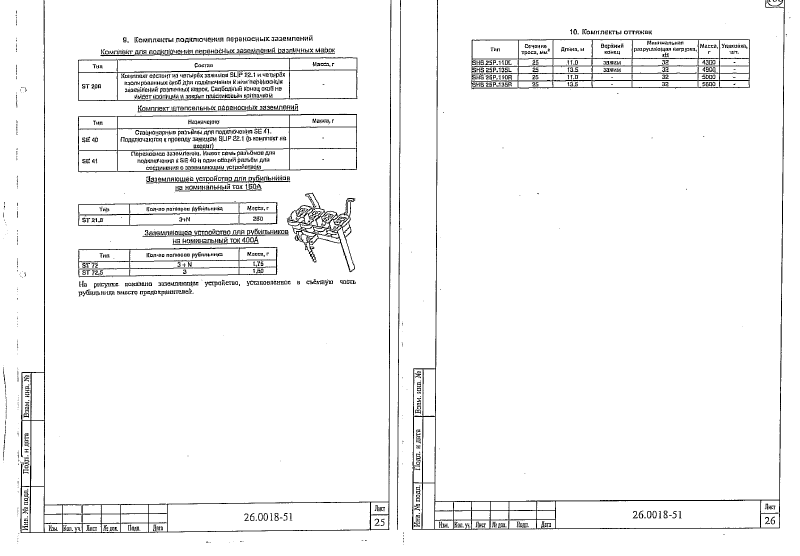 9. Комплекты подключения переносных заземлений
Комплект для подключения переносных заземлений различных марок
Тип Состав Масса, г
Комплект состоит из четырёх зажимов SLIP 22.1 и четырёх
изолированных скоб для подключения к ним переносных
заземлений различных марок. Свободный конец скоб не
имеет изоляции и закрыт пластиковым колпачком
ST 208 -
Комплект штепсельных переносных заземлений
Тип Назначение Масса, г
SE 40 Стационарные разъёмы для подключения SE 41.
Подключаются к проводу зажимом SLIP 22.1 (в комплект не
входит) -
SE 41 Переносное заземление. Имеет семь разъёмов для
подключения к SE 40 и один общий разъём для
соединения с заземляющим устройством -
Заземляющее устройство для рубильников
на номинальный ток 160А
Тип Кол-во полюсов рубильника Масса, г
3+N 250
Заземляющее устройство для рубильников
на номинальный ток 400А
Тип Кол-во полюсов рубильника Масса, г
ST 72 3 + N 1,75
ST 72.5 3 1,50
На рисунке показано заземляющее устройство, установленное в съёмную часть
рубильника вместо предохранителей.
Взам. инв. №
Подп. и дата
Инв. № подп.
Изм. Кол. уч. Лист № док. Подп. Дата
26.0018-51
Лист
25
10. Комплекты оттяжек
Тип Сечение троса, мм² Длина, м Верхний конец Минимальная разрушающая нагрузка, кН Масса, г Упаковка, шт.
SHS 25P.110L 25 11.0 зажим 32 4300 -
SHS 25P.135L 25 13.5 зажим 32 4900 -
SHS 25P.110R 25 11.0 - 32 5000 -
SHS 25P.135R 25 13.5 - 32 5600 -
Взам. инв. №
Подп. и дата
Инв. № подп.
Изм. Кол. уч. Лист № док. Подп. Дата
26.0018-51
Лист
26